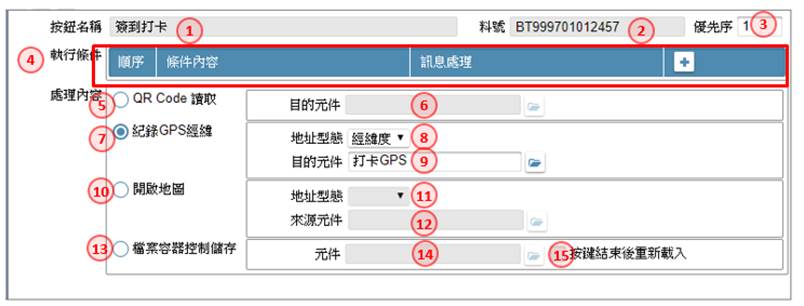 按鈕名稱 簽到打卡 1 料號 BT999701012457 2 優先序 1 3
4 執行條件 順序 條件內容 訊息處理 +
處理內容 5 QR Code 讀取 目的元件 6
7 紀錄GPS經緯 地址型態 經緯度 8
目的元件 打卡GPS 9
10 開啟地圖 地址型態 11
來源元件 12
13 檔案容器控制儲存 元件 14 15 按鍵結束後重新載入